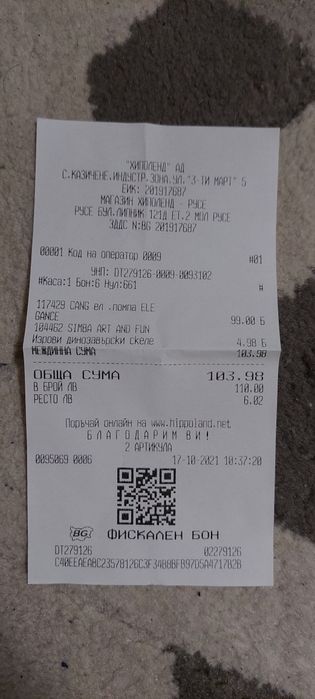 "ХИПОЛЕНД" АД
С.КАЗИЧЕНЕ.ИНДУСТР.ЗОНА.УЛ."3-ТИ МАРТ" 5
ЕИК: 201917687
МАГАЗИН ХИПОЛЕНД - РУСЕ
РУСЕ БУЛ.ЛИПНИК 121Д ЕТ.2 МОЛ РУСЕ
ЗДДС N:BG 201917687
00001 Код на оператор 0009 #01
УНП: DT279126-0009-0093102
#Каса:1 Бон:6 Нул:661 #
117429 CANG ел .помпа ELE
GANCE 99.00 Б
104462 SIMBA ART AND FUN
Изрови динозавърски скеле 4.98 Б
МЕЖДИННА СУМА 103.98
ОБЩА СУМА 103.98
В БРОЙ ЛВ 110.00
РЕСТО ЛВ 6.02
Поръчай онлайн на www.hippoland.net
Б Л А Г О Д А Р И М В И !
2 АРТИКУЛА
0095069 0006 17-10-2021 10:37:20
BG ФИСКАЛЕН БОН
DT279126 02279126
C40EEAEA8C23578126C3F34B8BFB97D5A4717B2B